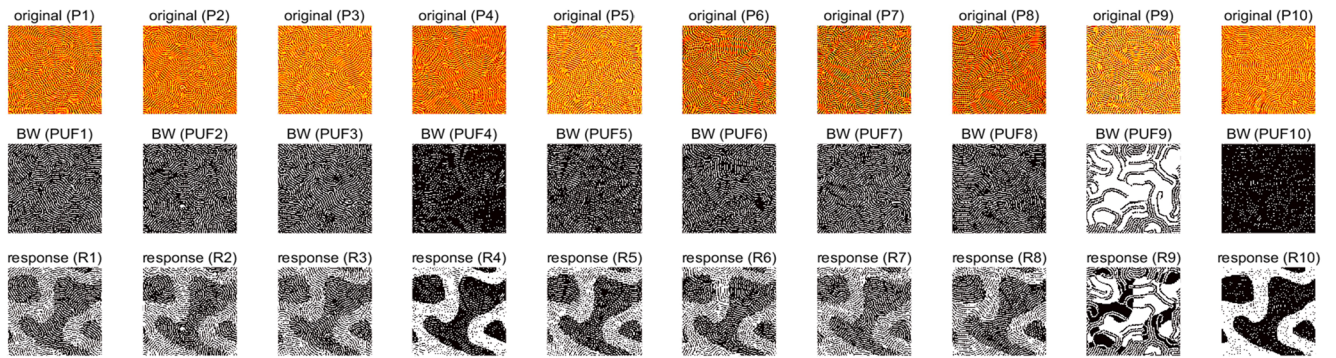 original (P1) original (P2) original (P3) original (P4) original (P5) original (P6) original (P7) original (P8) original (P9) original (P10)
BW (PUF1) BW (PUF2) BW (PUF3) BW (PUF4) BW (PUF5) BW (PUF6) BW (PUF7) BW (PUF8) BW (PUF9) BW (PUF10)
response (R1) response (R2) response (R3) response (R4) response (R5) response (R6) response (R7) response (R8) response (R9) response (R10)